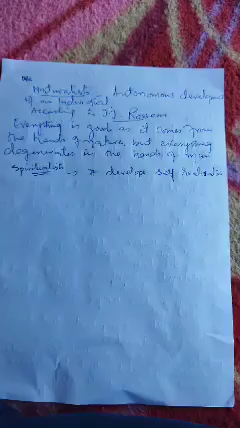 Naturalists Autonomous development
of an Individual
According to J.J Rousseau
Everything is good as it comes from
the hands of nature, but everything
degenerates in the hands of man
Spiritualists → to develop self